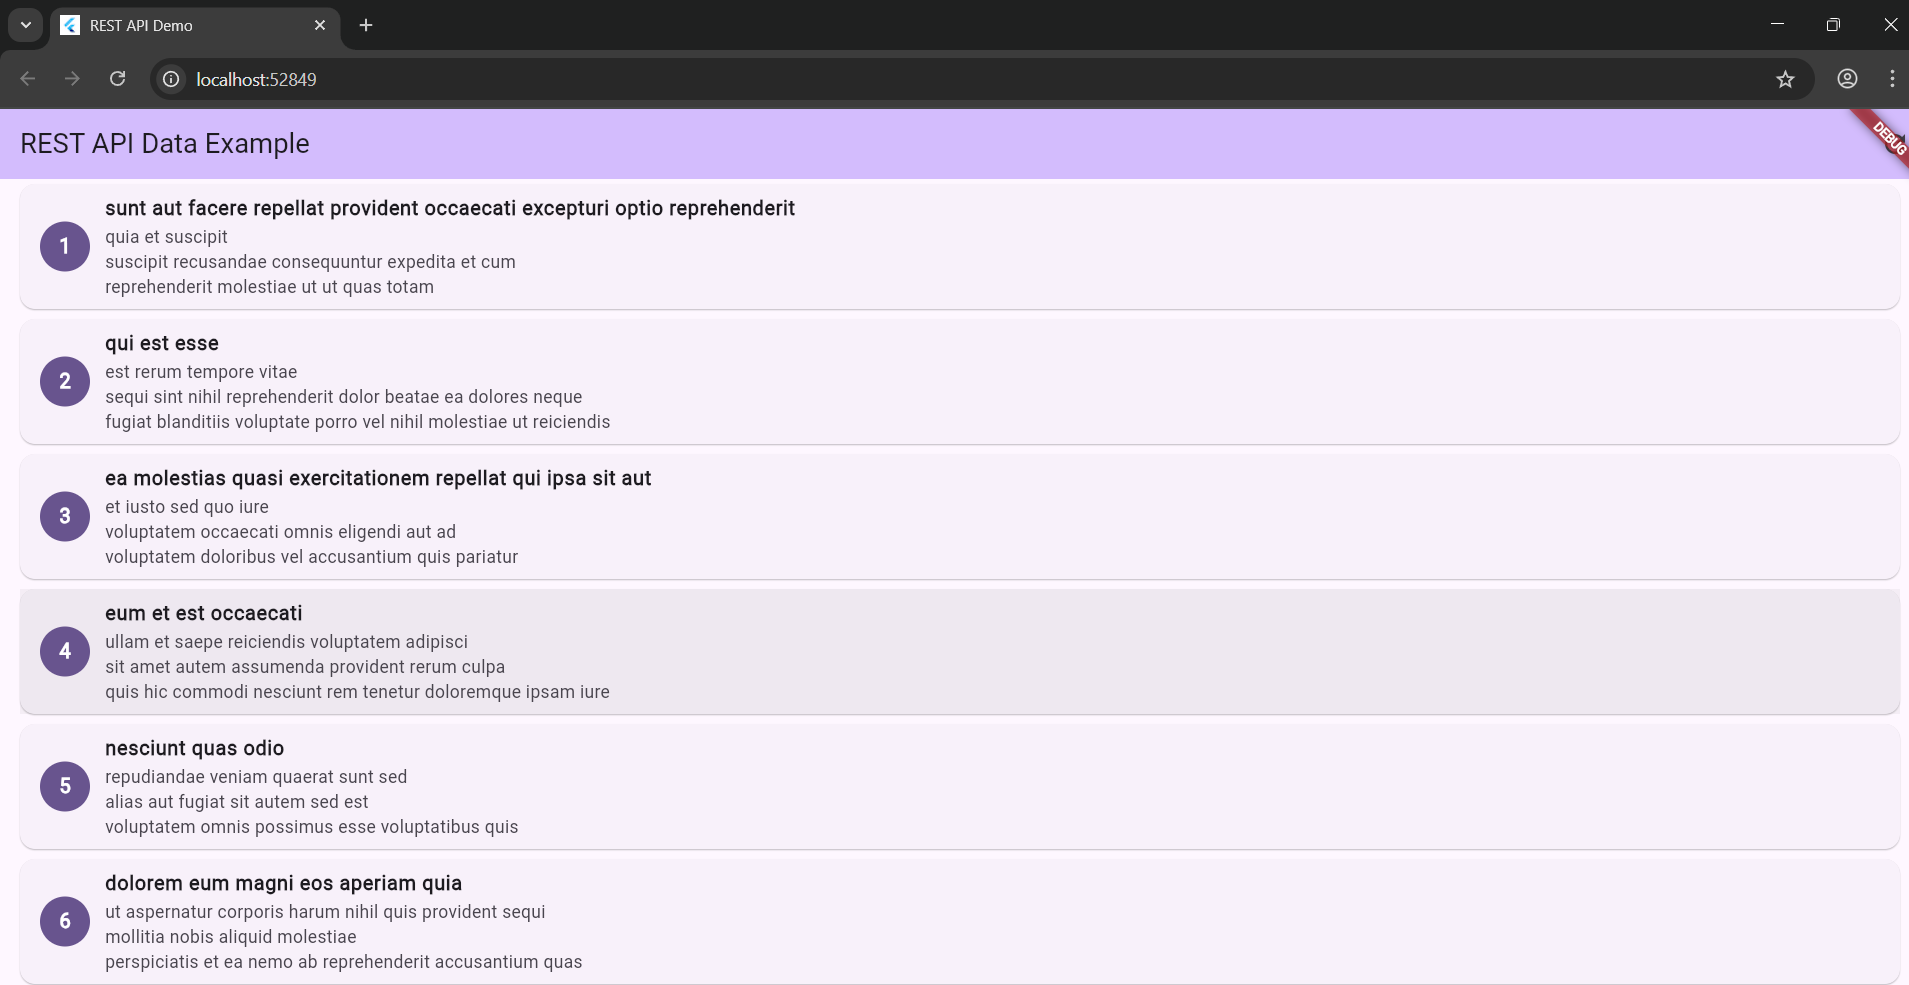 REST API Demo
localhost:52849
REST API Data Example
DEBUG
sunt aut facere repellat provident occaecati excepturi optio reprehenderit
1
quia et suscipit
suscipit recusandae consequuntur expedita et cum
reprehenderit molestiae ut ut quas totam
qui est esse
2
est rerum tempore vitae
sequi sint nihil reprehenderit dolor beatae ea dolores neque
fugiat blanditiis voluptate porro vel nihil molestiae ut reiciendis
ea molestias quasi exercitationem repellat qui ipsa sit aut
3
et iusto sed quo iure
voluptatem occaecati omnis eligendi aut ad
voluptatem doloribus vel accusantium quis pariatur
eum et est occaecati
4
ullam et saepe reiciendis voluptatem adipisci
sit amet autem assumenda provident rerum culpa
quis hic commodi nesciunt rem tenetur doloremque ipsam iure
nesciunt quas odio
5
repudiandae veniam quaerat sunt sed
alias aut fugiat sit autem sed est
voluptatem omnis possimus esse voluptatibus quis
dolorem eum magni eos aperiam quia
6
ut aspernatur corporis harum nihil quis provident sequi
mollitia nobis aliquid molestiae
perspiciatis et ea nemo ab reprehenderit accusantium quas